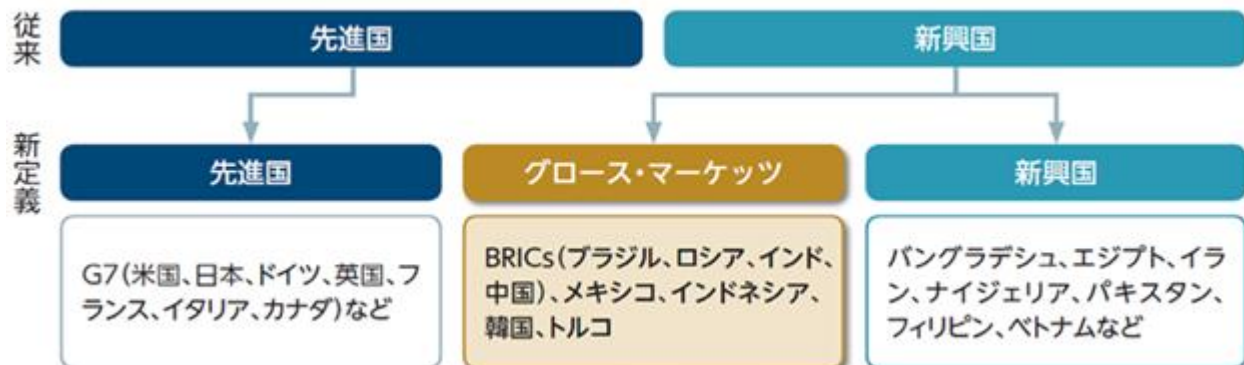 従来
先進国
新興国
新定義
先進国
グロース・マーケッツ
新興国
G7(米国、日本、ドイツ、英国、フ
ランス、イタリア、カナダ)など
BRICs(ブラジル、ロシア、インド、
中国)、メキシコ、インドネシア、
韓国、トルコ
バングラデシュ、エジプト、イラ
ン、ナイジェリア、パキスタン、
フィリピン、ベトナムなど